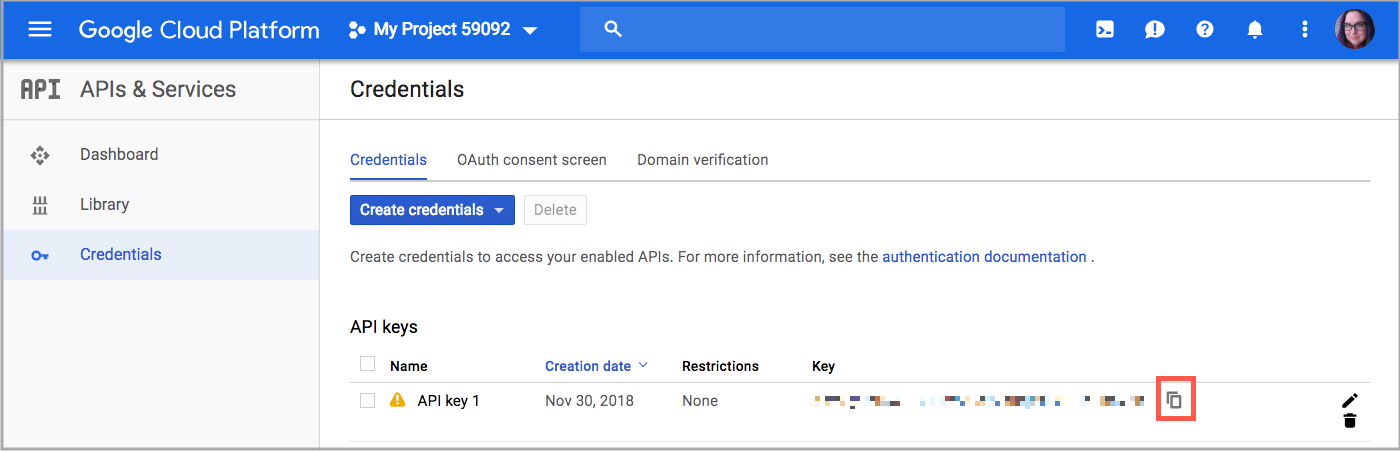 Google Cloud Platform My Project 59092
API APIs & Services Credentials
Dashboard
Library
Credentials
Credentials OAuth consent screen Domain verification
Create credentials Delete
Create credentials to access your enabled APIs. For more information, see the authentication documentation .
API keys
Name Creation date Restrictions Key
API key 1 Nov 30, 2018 None